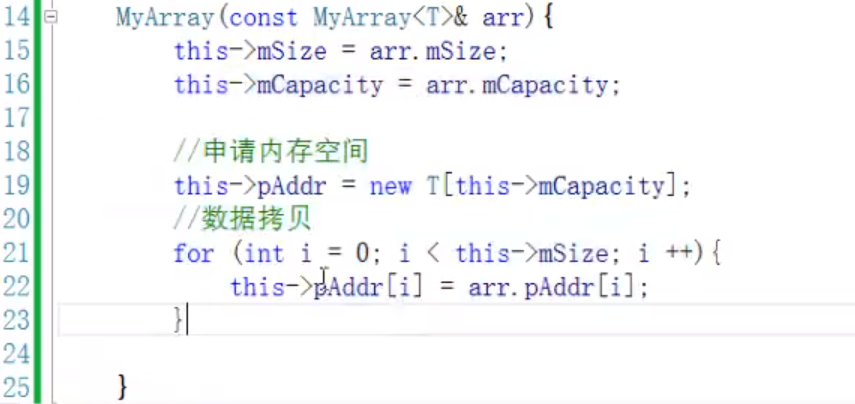 14 MyArray(const MyArray<T>& arr){
15 this->mSize = arr.mSize;
16 this->mCapacity = arr.mCapacity;
17
18 //申请内存空间
19 this->pAddr = new T[this->mCapacity];
20 //数据拷贝
21 for (int i = 0; i < this->mSize; i ++){
22 this->pAddr[i] = arr.pAddr[i];
23 }
24
25 }